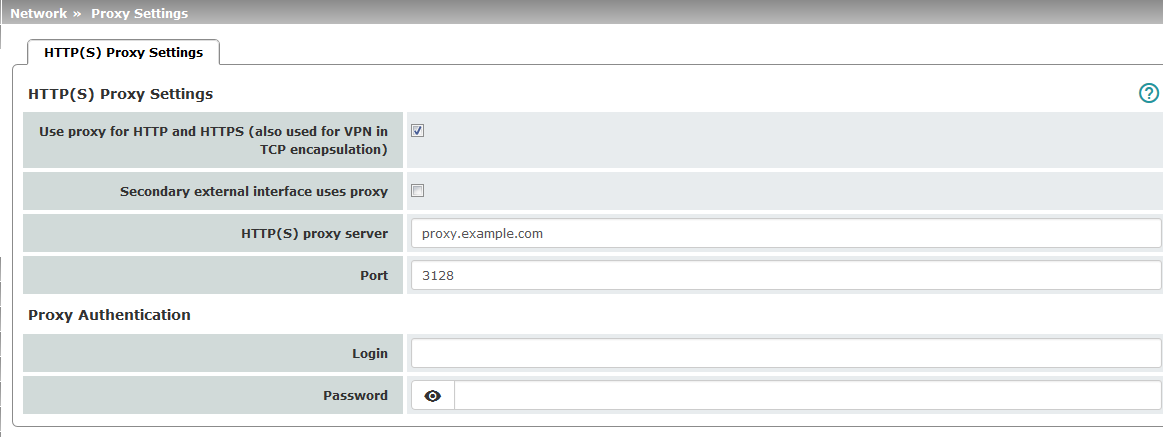 Network » Proxy Settings
HTTP(S) Proxy Settings
HTTP(S) Proxy Settings
Use proxy for HTTP and HTTPS (also used for VPN in
TCP encapsulation)
Secondary external interface uses proxy
HTTP(S) proxy server
proxy.example.com
Port
3128
Proxy Authentication
Login
Password